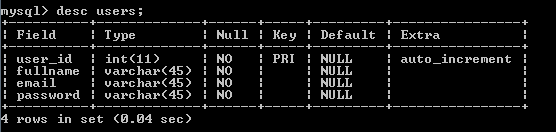 mysql> desc users;
+-----------+-------------+------+-----+---------+----------------+
| Field     | Type        | Null | Key | Default | Extra          |
+-----------+-------------+------+-----+---------+----------------+
| user_id   | int(11)     | NO   | PRI | NULL    | auto_increment |
| fullname  | varchar(45) | NO   |     | NULL    |                |
| email     | varchar(45) | NO   |     | NULL    |                |
| password  | varchar(45) | NO   |     | NULL    |                |
+-----------+-------------+------+-----+---------+----------------+
4 rows in set (0.04 sec)